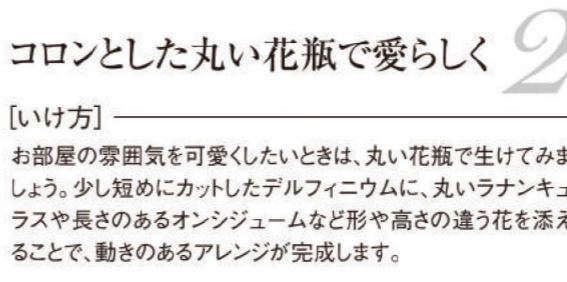 コロンとした丸い花瓶で愛らしく 2
[いけ方]
お部屋の雰囲気を可愛くしたいときは、丸い花瓶で生けてみま
しょう。少し短めにカットしたデルフィニウムに、丸いラナンキュ
ラスや長さのあるオンシジュームなど形や高さの違う花を添え
ることで、動きのあるアレンジが完成します。